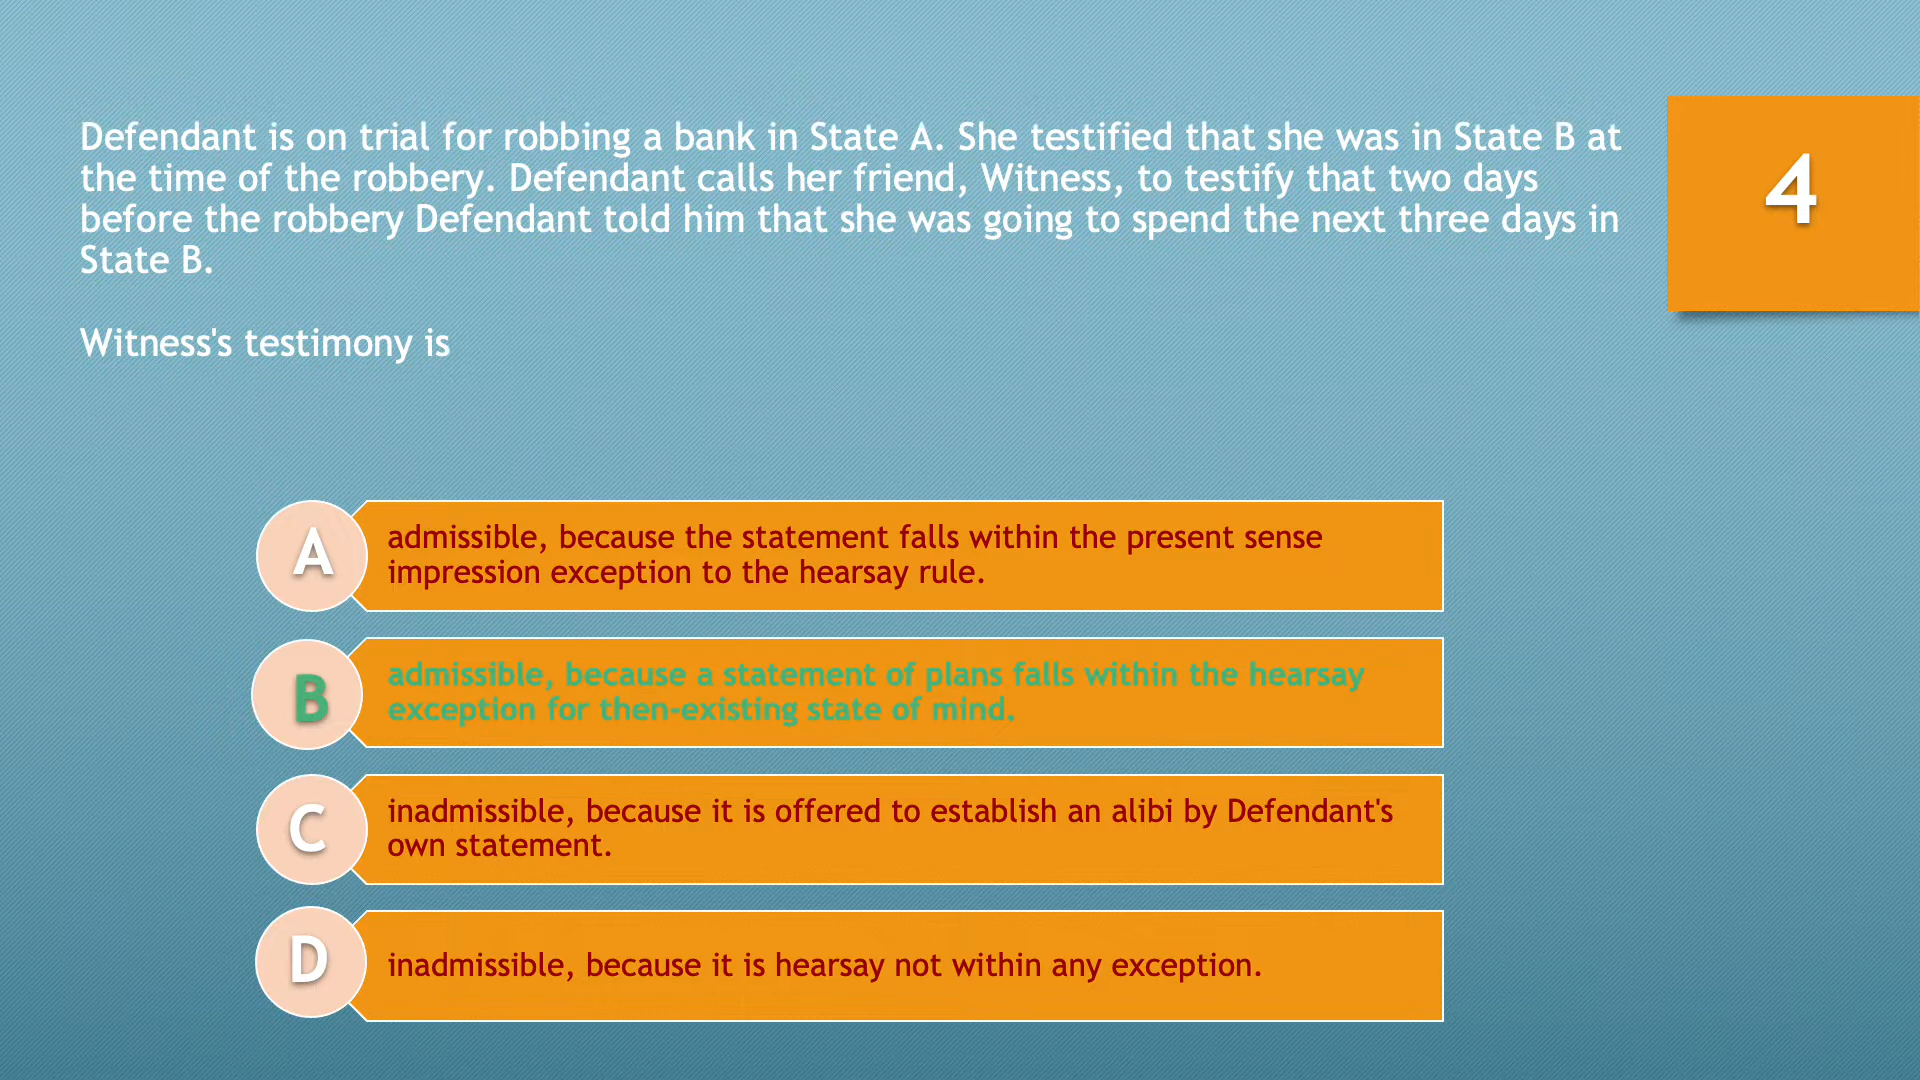 Defendant is on trial for robbing a bank in State A. She testified that she was in State B at
the time of the robbery. Defendant calls her friend, Witness, to testify that two days
before the robbery Defendant told him that she was going to spend the next three days in
State B.
Witness's testimony is
4
A
admissible, because the statement falls within the present sense
impression exception to the hearsay rule.
B
admissible, because a statement of plans falls within the hearsay
exception for then-existing state of mind.
C
inadmissible, because it is offered to establish an alibi by Defendant's
own statement.
D
inadmissible, because it is hearsay not within any exception.